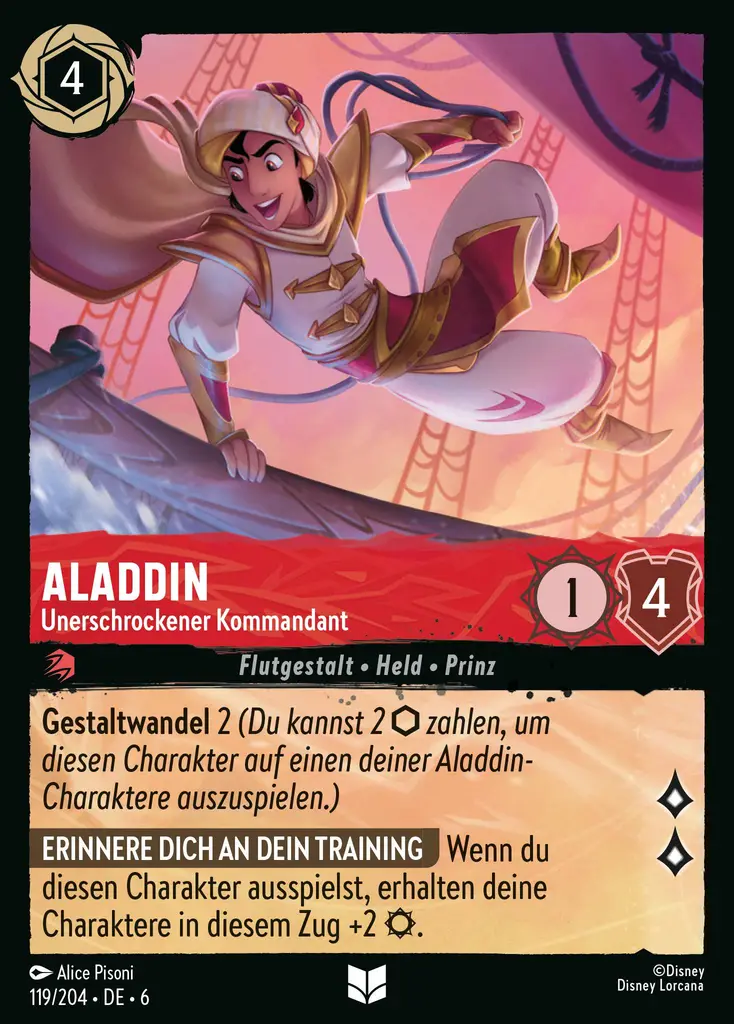 4
ALADDIN
Unerschrockener Kommandant
1
4
Flutgestalt • Held • Prinz
Gestaltwandel 2 (Du kannst 2 ⬡ zahlen, um
diesen Charakter auf einen deiner Aladdin-
Charaktere auszuspielen.)
ERINNERE DICH AN DEIN TRAINING Wenn du
diesen Charakter ausspielst, erhalten deine
Charaktere in diesem Zug +2 ¤.
Alice Pisoni
119/204 • DE • 6
©Disney
Disney Lorcana